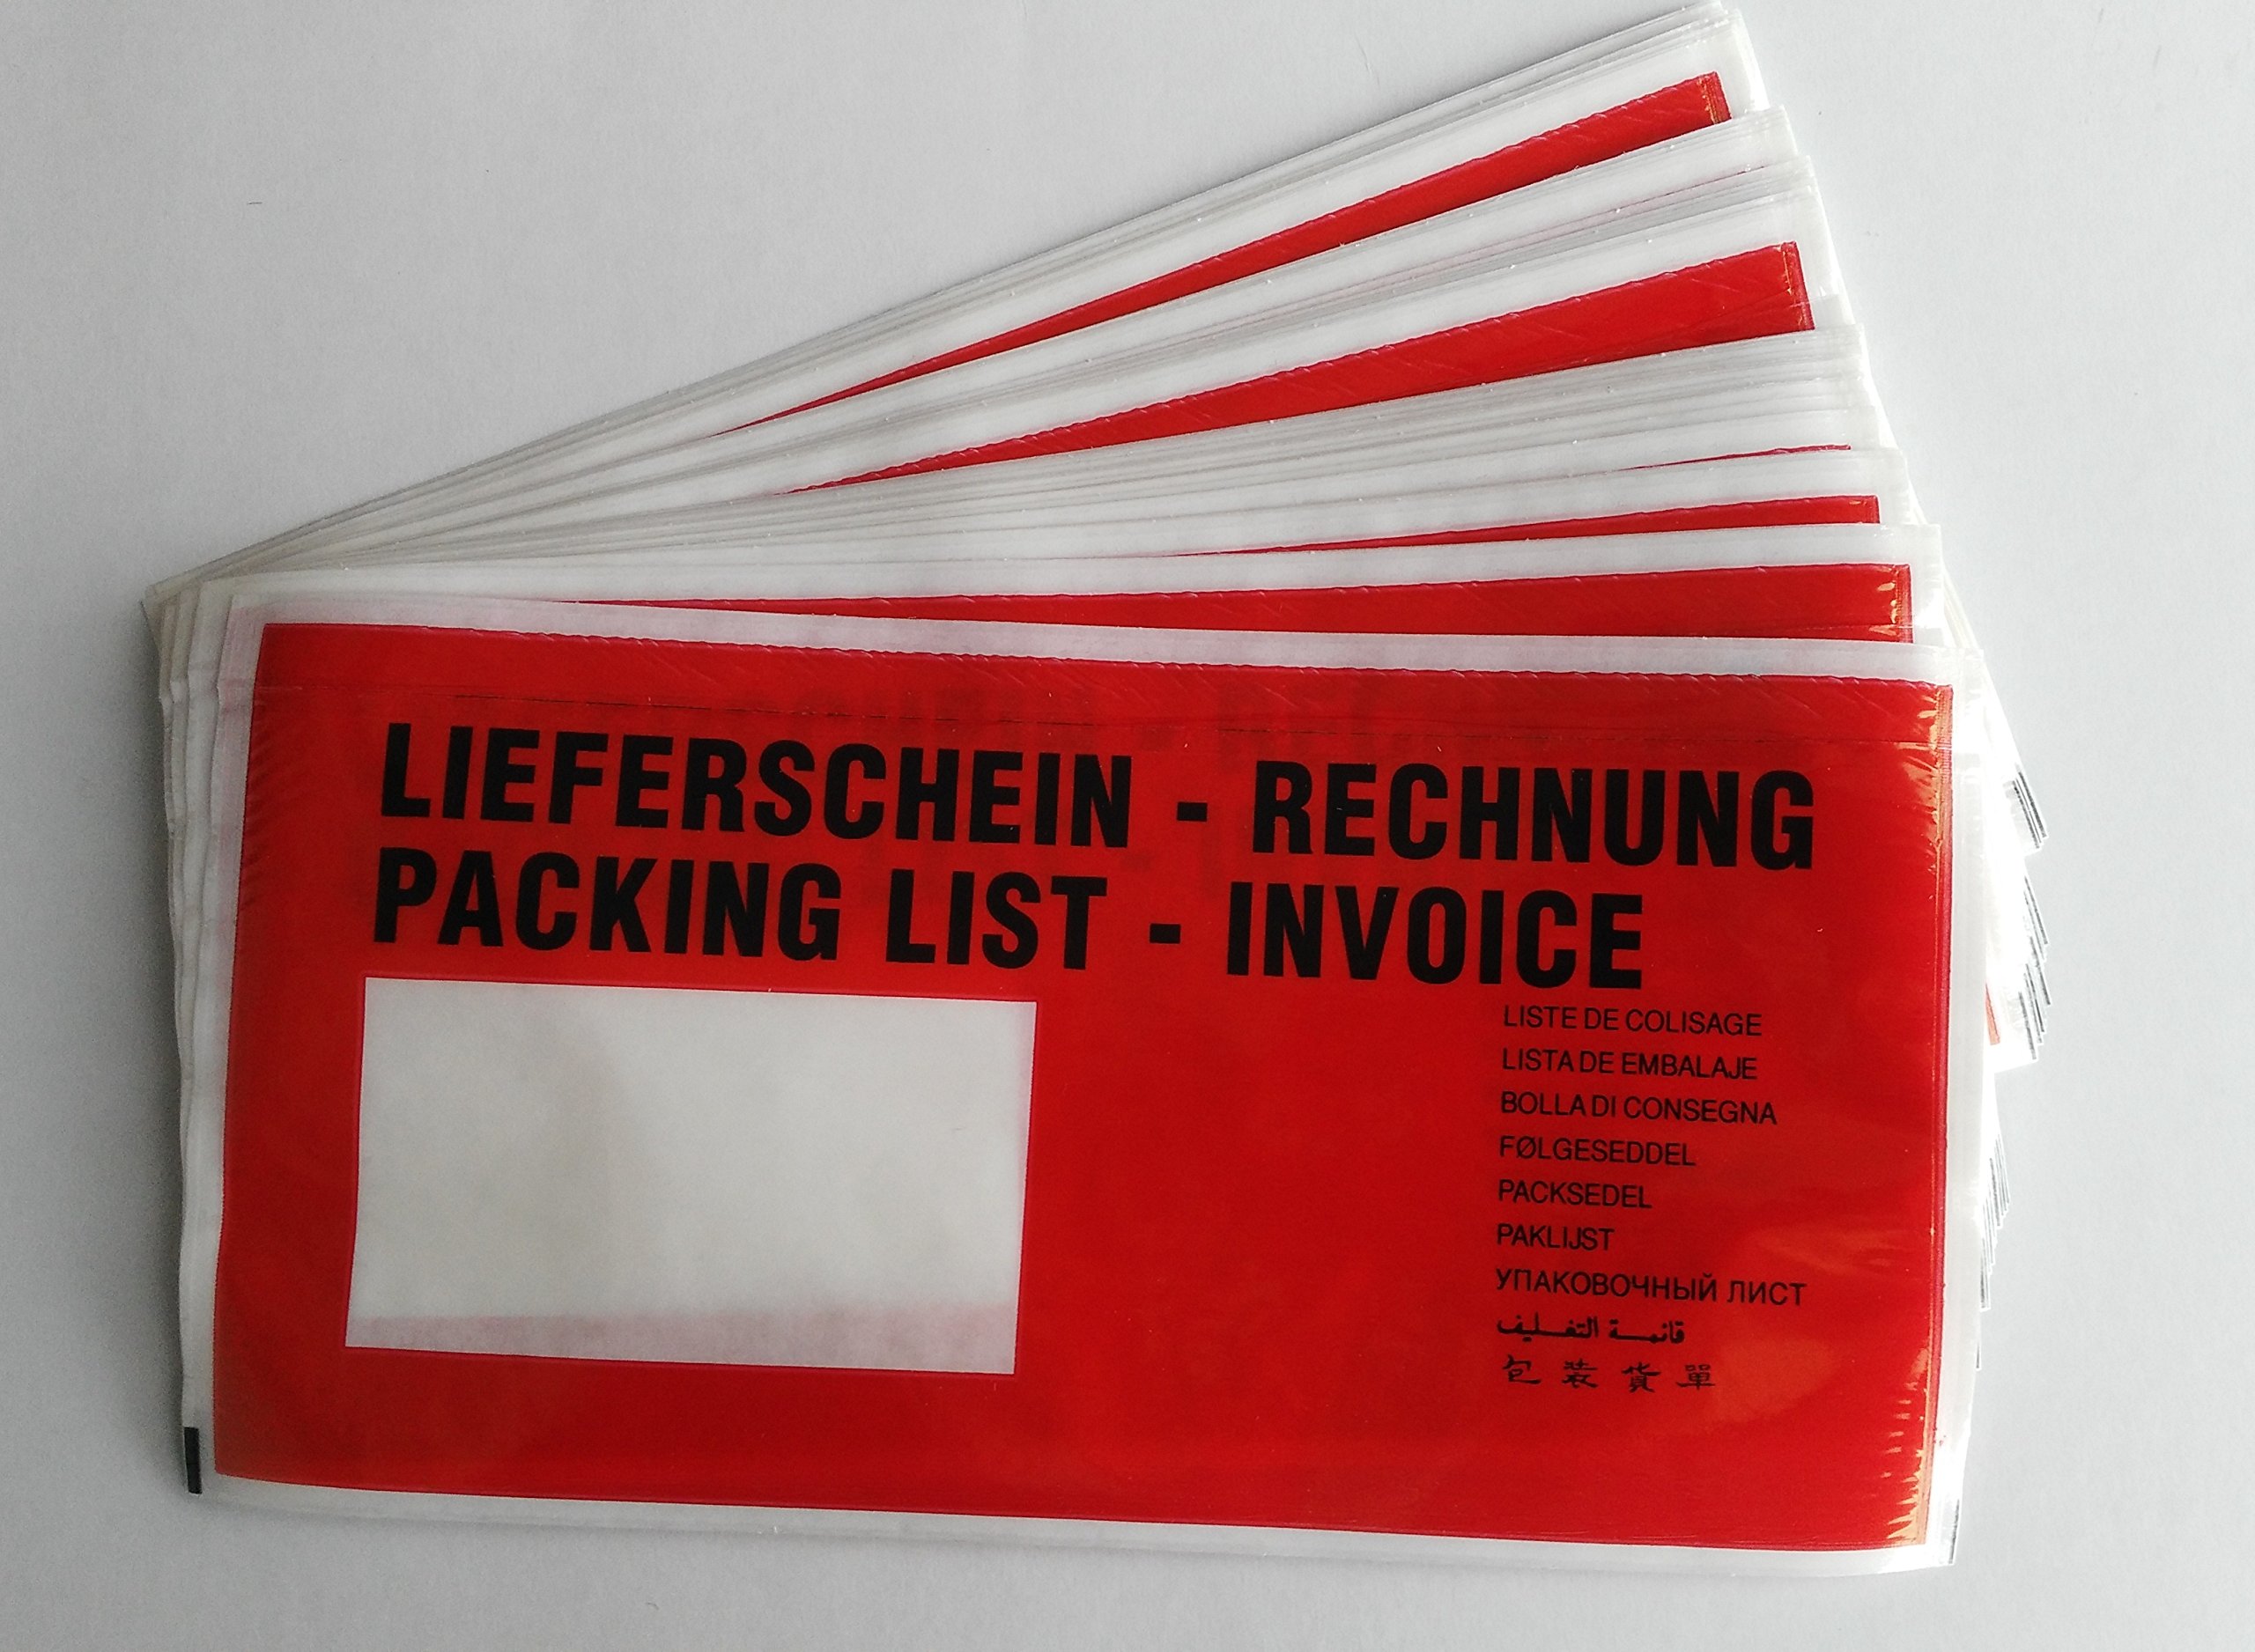 LIEFERSCHEIN - RECHNUNG
PACKING LIST - INVOICE
LISTE DE COLISAGE
LISTA DE EMBALAJE
BOLLA DI CONSEGNA
FØLGESEDDEL
PACKSEDEL
PAKLIJST
УПАКОВОЧНЫЙ ЛИСТ
قائمة التغليف
包装貨單